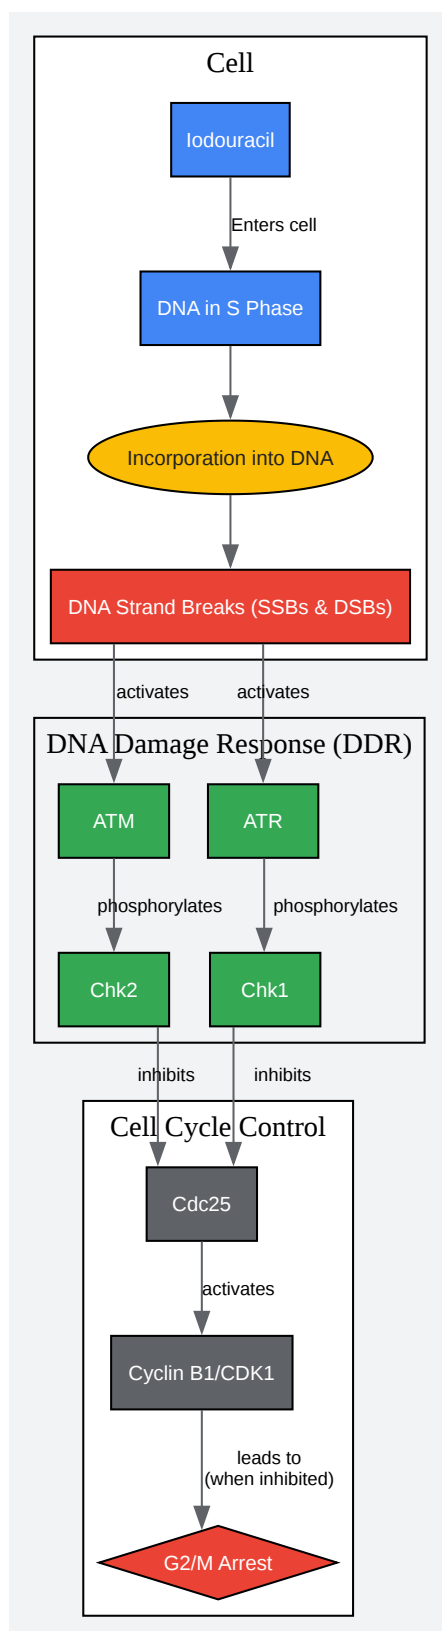 Cell
Iodouracil
Enters cell
DNA in S Phase
Incorporation into DNA
DNA Strand Breaks (SSBs & DSBs)
activates
activates
DNA Damage Response (DDR)
ATM
ATR
phosphorylates
phosphorylates
Chk2
Chk1
inhibits
inhibits
Cell Cycle Control
Cdc25
activates
Cyclin B1/CDK1
leads to
(when inhibited)
G2/M Arrest